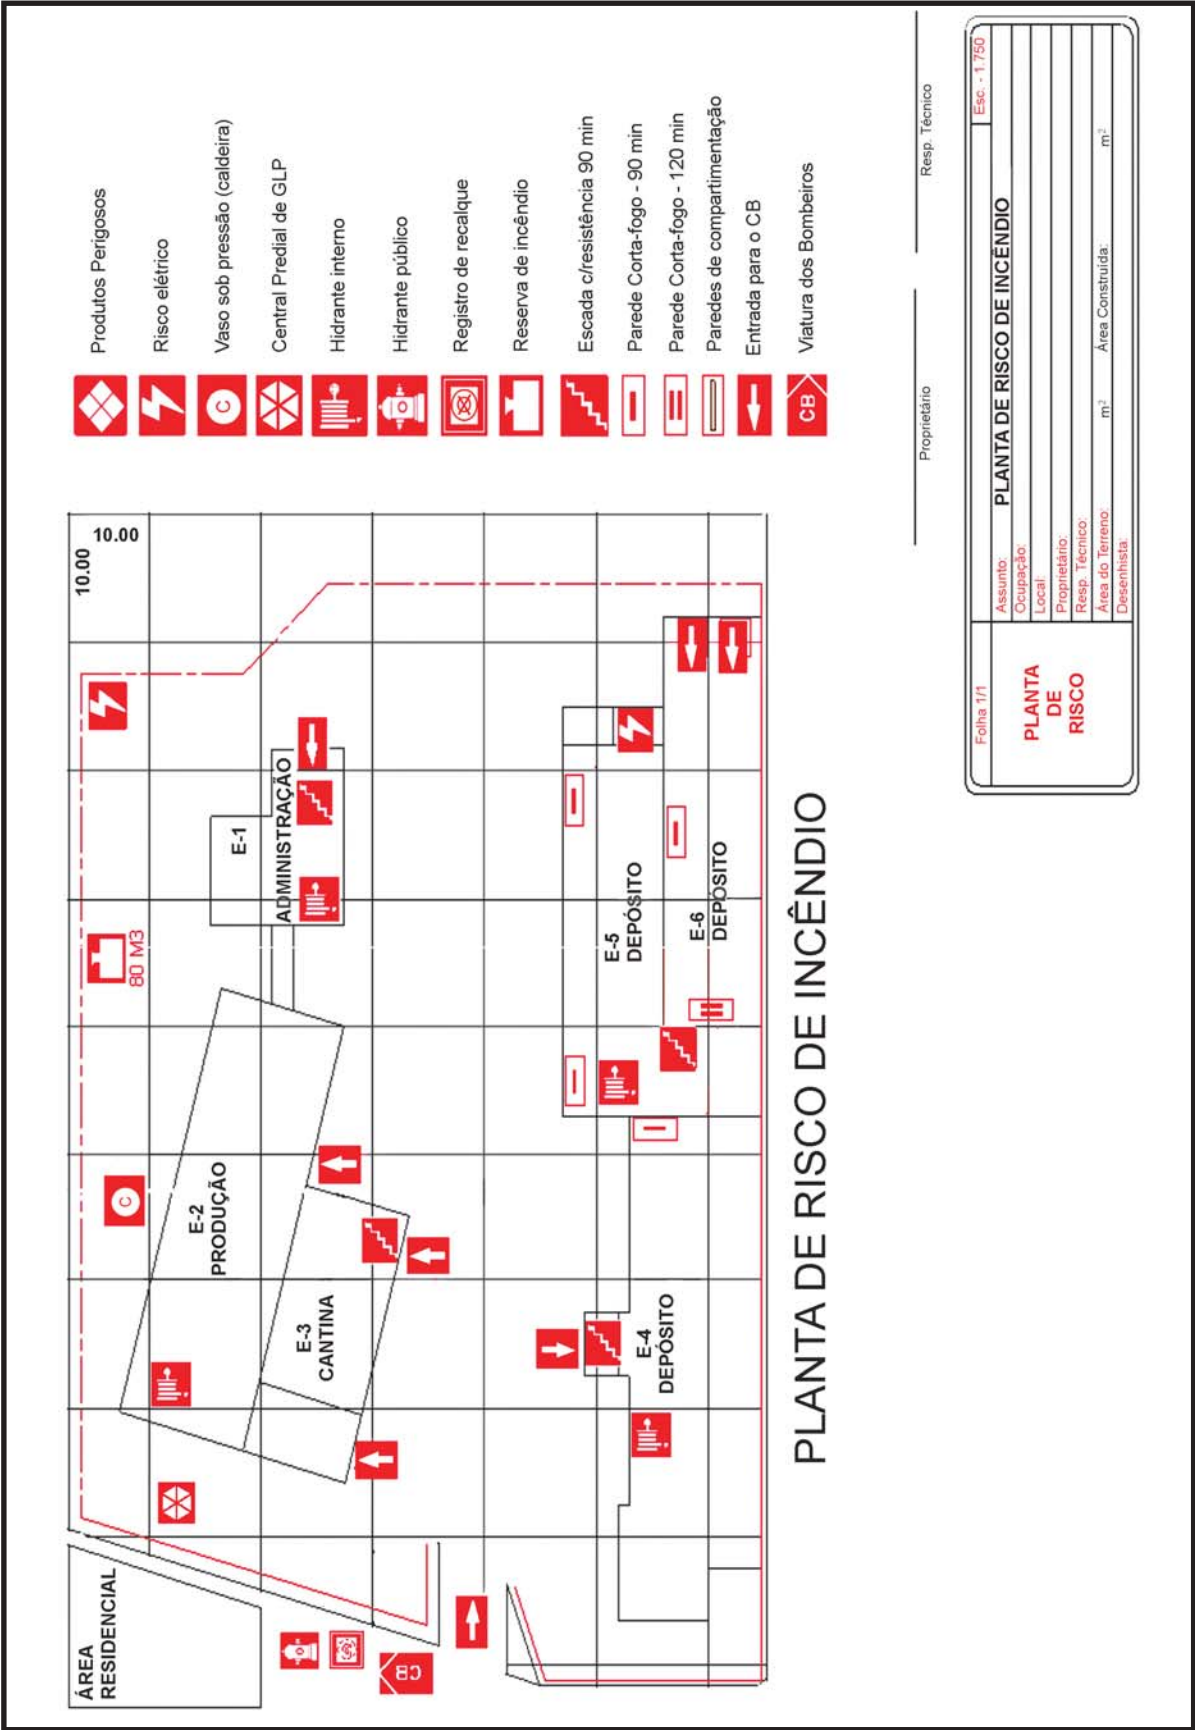 ÁREA
RESIDENCIAL
80 M3
10.00
10.00
E-1
ADMINISTRAÇÃO
C
E-2
PRODUÇÃO
E-3
CANTINA
E-4
DEPÓSITO
E-5
DEPÓSITO
E-6
DEPÓSITO
CB
PLANTA DE RISCO DE INCÊNDIO
Produtos Perigosos
Risco elétrico
C
Vaso sob pressão (caldeira)
Central Predial de GLP
Hidrante interno
Hidrante público
Registro de recalque
Reserva de incêndio
Escada c/resistência 90 min
Parede Corta-fogo - 90 min
Parede Corta-fogo - 120 min
Paredes de compartimentação
Entrada para o CB
CB
Viatura dos Bombeiros
Proprietário
Resp. Técnico
Folha 1/1
Esc. - 1.750
PLANTA
DE
RISCO
Assunto: PLANTA DE RISCO DE INCÊNDIO
Ocupação:
Local:
Proprietário:
Resp. Técnico:
Área do Terreno: m² Área Construída: m²
Desenhista: